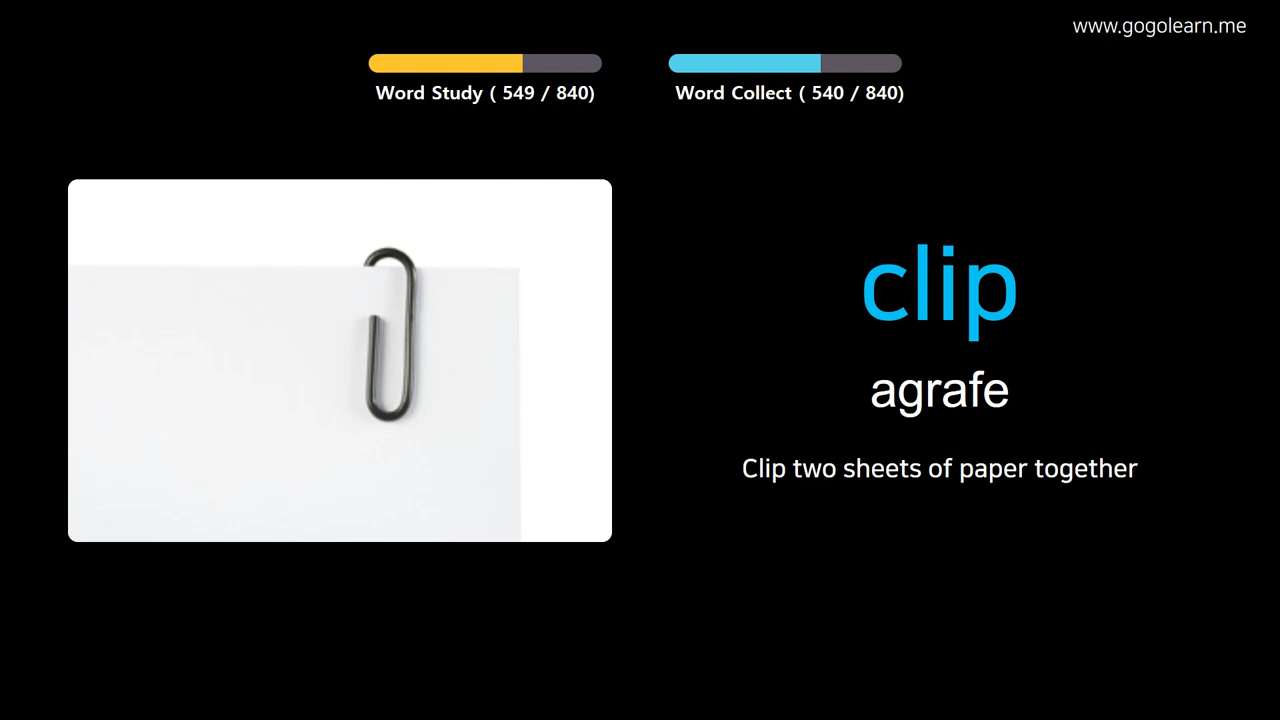 www.gogolearn.me
Word Study ( 549 / 840)
Word Collect ( 540 / 840)
clip
agrafe
Clip two sheets of paper together